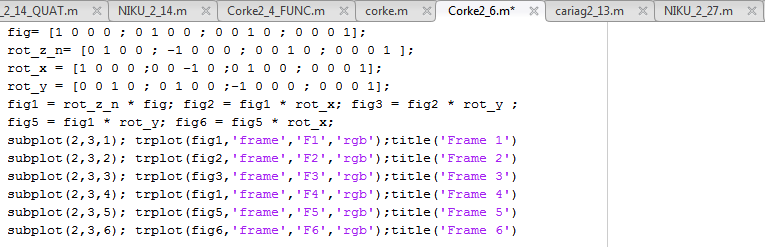 _2_14_QUAT.m NIKU_2_14.m Corke2_4_FUNC.m corke.m Corke2_6.m* cariag2_13.m NIKU_2_27.m
fig= [1 0 0 0 ; 0 1 0 0 ; 0 0 1 0 ; 0 0 0 1];
rot_z_n= [0 1 0 0 ; -1 0 0 0 ; 0 0 1 0 ; 0 0 0 1 ];
rot_x = [1 0 0 0 ;0 0 -1 0 ;0 1 0 0 ; 0 0 0 1];
rot_y = [0 0 1 0 ; 0 1 0 0 ;-1 0 0 0 ; 0 0 0 1];
fig1 = rot_z_n * fig; fig2 = fig1 * rot_x; fig3 = fig2 * rot_y ;
fig5 = fig1 * rot_y; fig6 = fig5 * rot_x;
subplot(2,3,1); trplot(fig1,'frame','F1','rgb');title('Frame 1')
subplot(2,3,2); trplot(fig2,'frame','F2','rgb');title('Frame 2')
subplot(2,3,3); trplot(fig3,'frame','F3','rgb');title('Frame 3')
subplot(2,3,4); trplot(fig1,'frame','F4','rgb');title('Frame 4')
subplot(2,3,5); trplot(fig5,'frame','F5','rgb');title('Frame 5')
subplot(2,3,6); trplot(fig6,'frame','F6','rgb');title('Frame 6')